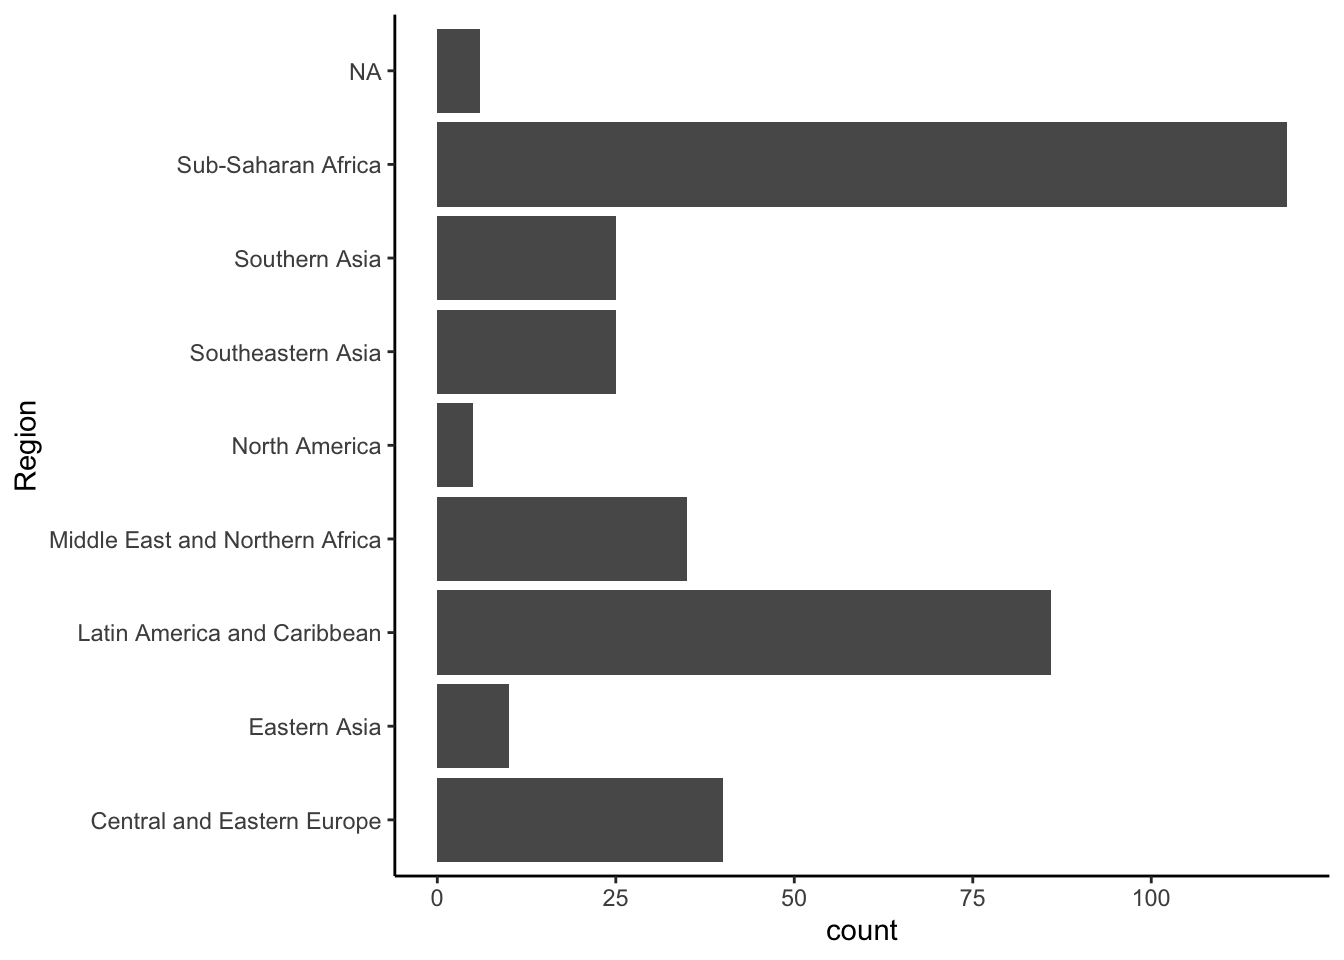 NA
Sub-Saharan Africa
Southern Asia
Southeastern Asia
North America
Middle East and Northern Africa
Latin America and Caribbean
Eastern Asia
Central and Eastern Europe
Region
0 25 50 75 100
count